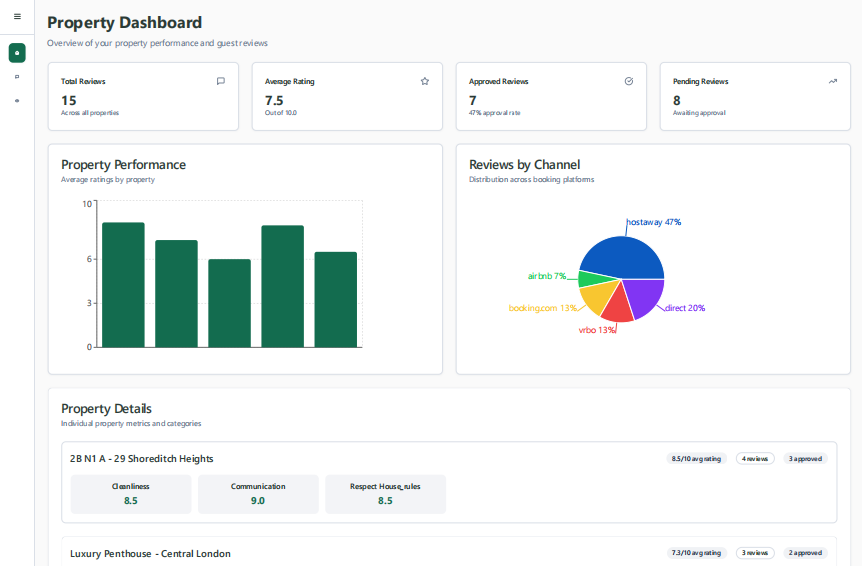 Property Dashboard
Overview of your property performance and guest reviews
Total Reviews
15
Across all properties
Average Rating
7.5
Out of 10.0
Approved Reviews
7
47% approval rate
Pending Reviews
8
Awaiting approval
Property Performance
Average ratings by property
10
6
3
0
Reviews by Channel
Distribution across booking platforms
hostaway 47%
airbnb 7%
booking.com 13%
vrbo 13%
direct 20%
Property Details
Individual property metrics and categories
2B N1 A - 29 Shoreditch Heights
8.5/10 avg rating
4 reviews
3 approved
Cleanliness
8.5
Communication
9.0
Respect House_rules
8.5
Luxury Penthouse - Central London
7.3/10 avg rating
3 reviews
2 approved